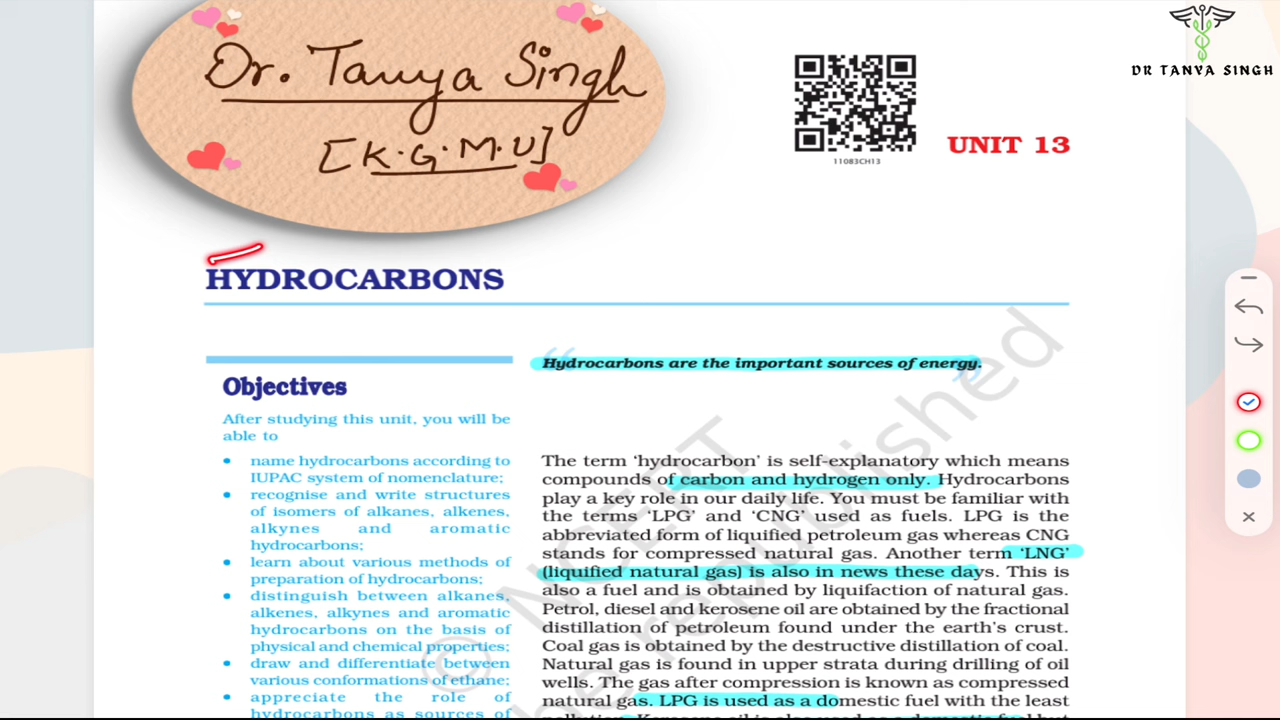 Dr. Tanya Singh
[K.G.M.U]
DR TANYA SINGH
11083CH13
UNIT 13
HYDROCARBONS
Objectives
After studying this unit, you will be
able to
• name hydrocarbons according to
IUPAC system of nomenclature;
• recognise and write structures
of isomers of alkanes, alkenes,
alkynes and aromatic
hydrocarbons;
• learn about various methods of
preparation of hydrocarbons;
• distinguish between alkanes,
alkenes, alkynes and aromatic
hydrocarbons on the basis of
physical and chemical properties;
• draw and differentiate between
various conformations of ethane;
• appreciate the role of
hydrocarbons as sources of
Hydrocarbons are the important sources of energy.
The term ‘hydrocarbon’ is self-explanatory which means
compounds of carbon and hydrogen only. Hydrocarbons
play a key role in our daily life. You must be familiar with
the terms ‘LPG’ and ‘CNG’ used as fuels. LPG is the
abbreviated form of liquified petroleum gas whereas CNG
stands for compressed natural gas. Another term ‘LNG’
(liquified natural gas) is also in news these days. This is
also a fuel and is obtained by liquifaction of natural gas.
Petrol, diesel and kerosene oil are obtained by the fractional
distillation of petroleum found under the earth’s crust.
Coal gas is obtained by the destructive distillation of coal.
Natural gas is found in upper strata during drilling of oil
wells. The gas after compression is known as compressed
natural gas. LPG is used as a domestic fuel with the least
© NCERT
be republished